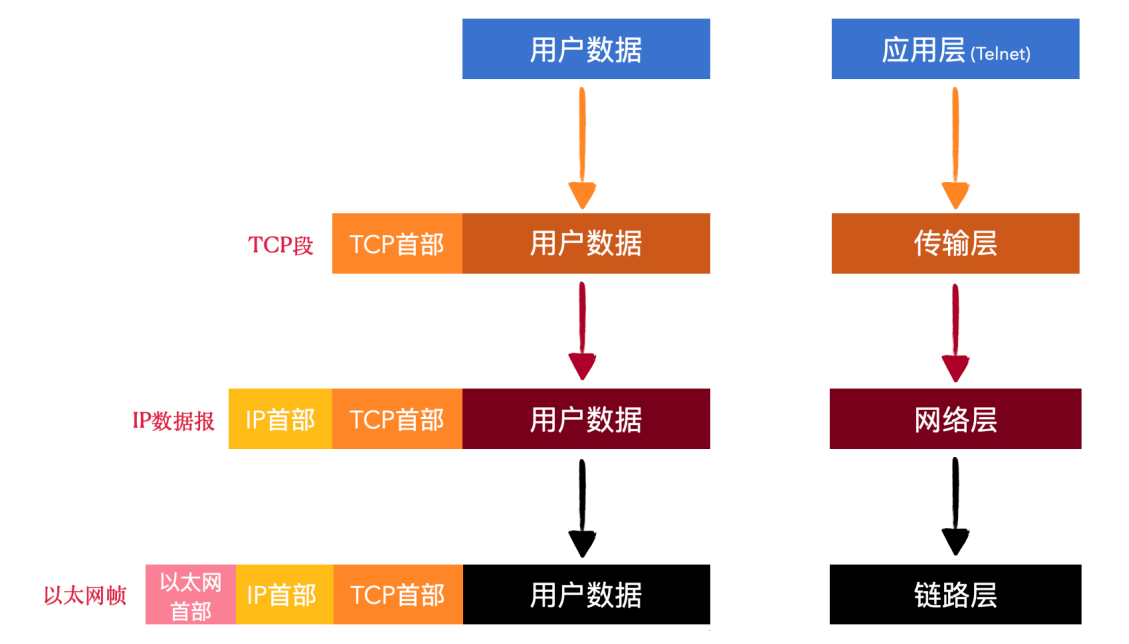 用户数据 应用层 (Telnet)
TCP段 TCP首部 用户数据 传输层
IP数据报 IP首部 TCP首部 用户数据 网络层
以太网帧 以太网首部 IP首部 TCP首部 用户数据 链路层